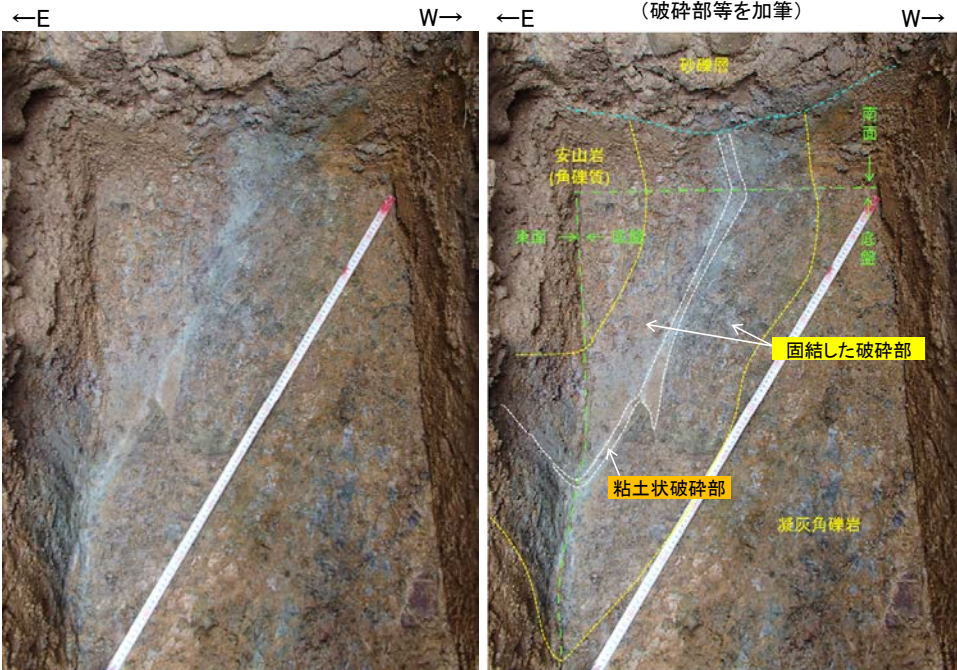 ←E
W→
←E
(破砕部等を加筆)
W→
砂礫層
南面
安山岩
(角礫質)
東面
底盤
底盤
固結した破砕部
粘土状破砕部
凝灰角礫岩